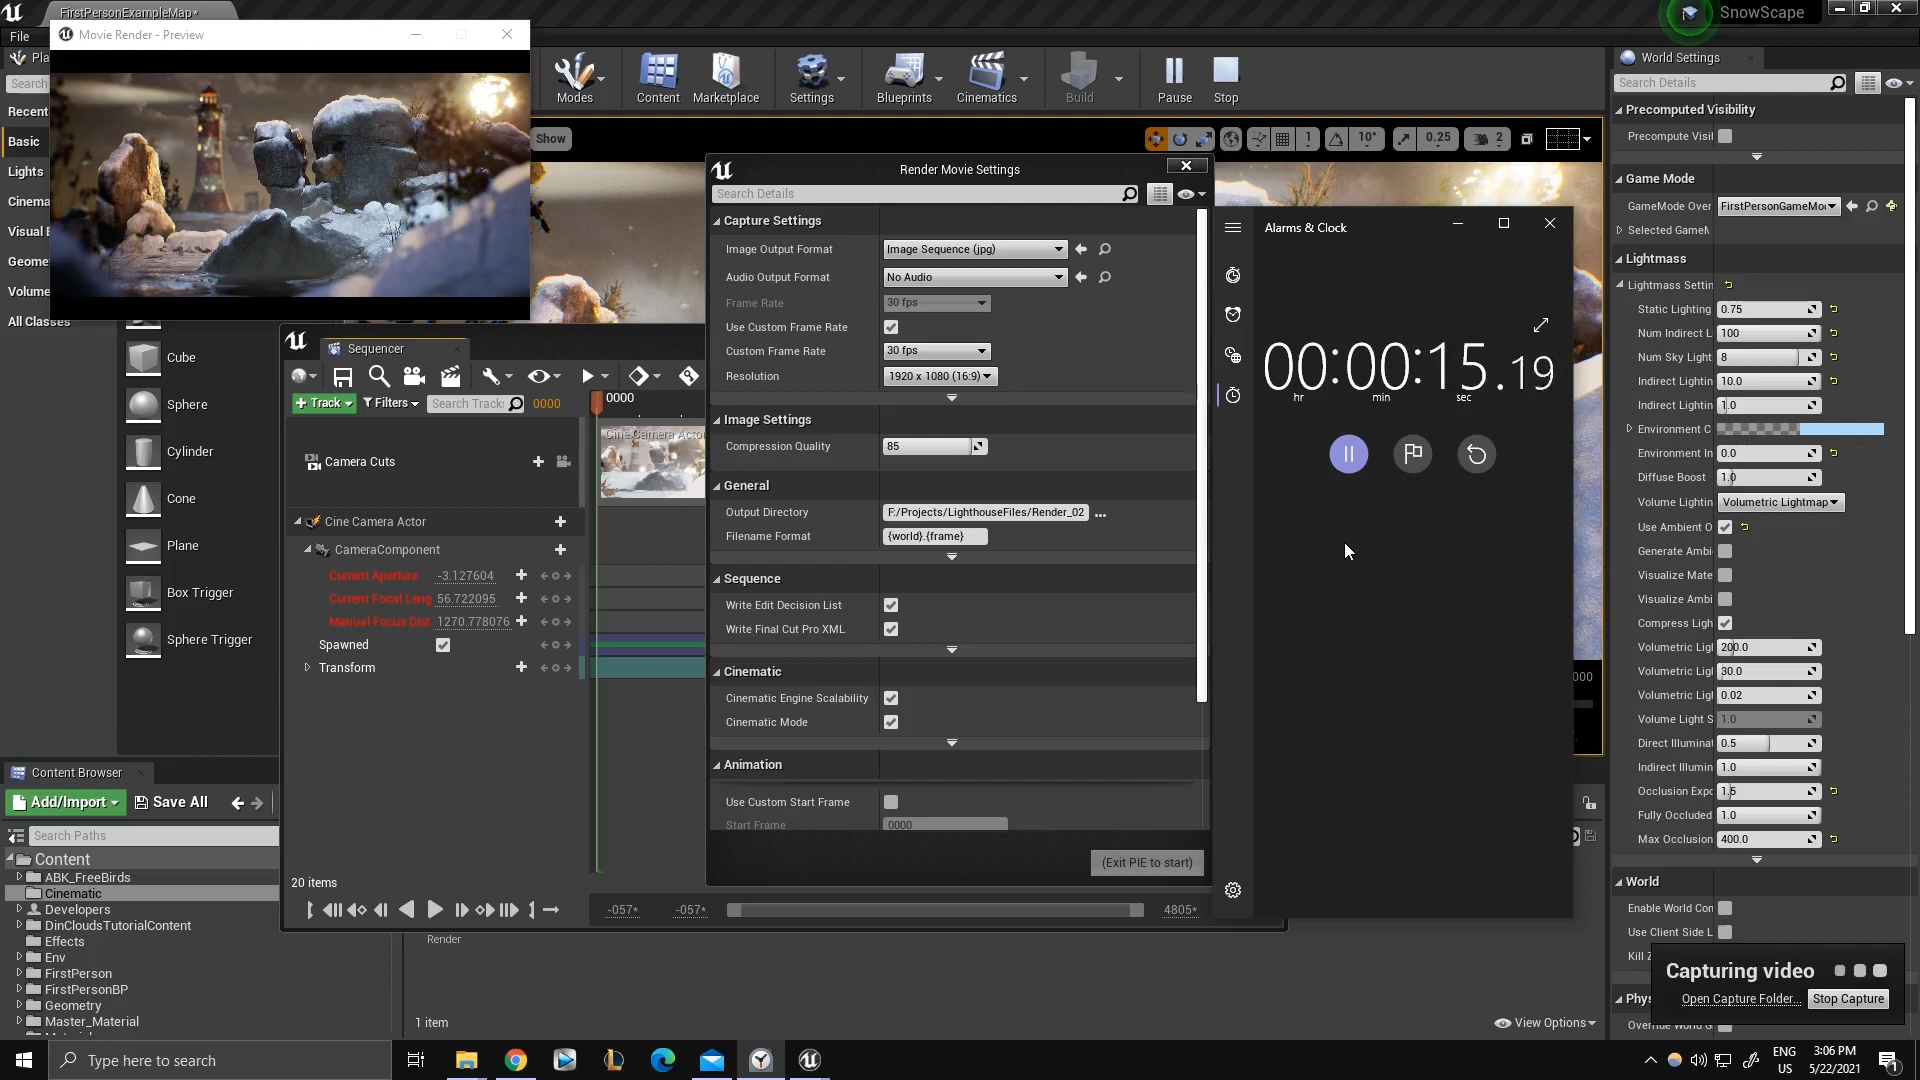 FirstPersonExampleMap*
SnowScape
File
Movie Render - Preview
Pla
Search
Recent
Basic
Lights
Cinema
Visual E
Geome
Volume
All Classes
Modes
Content
Marketplace
Settings
Blueprints
Cinematics
Build
Pause
Stop
Show
1
10°
0.25
2
Cube
Sphere
Cylinder
Cone
Plane
Box Trigger
Sphere Trigger
Sequencer
Track
Filters
Search Tracks
0000
0000
Cine Camera Actor
Camera Cuts
Cine Camera Actor
CameraComponent
Current Aperture
-3.127604
Current Focal Leng
56.722095
Manual Focus Dist
1270.778076
Spawned
Transform
20 items
-057*
-057*
4805*
Render Movie Settings
Search Details
Capture Settings
Image Output Format
Image Sequence (jpg)
Audio Output Format
No Audio
Frame Rate
30 fps
Use Custom Frame Rate
Custom Frame Rate
30 fps
Resolution
1920 x 1080 (16:9)
Image Settings
Compression Quality
85
General
Output Directory
F:/Projects/LighthouseFiles/Render_02
...
Filename Format
{world}.{frame}
Sequence
Write Edit Decision List
Write Final Cut Pro XML
Cinematic
Cinematic Engine Scalability
Cinematic Mode
Animation
Use Custom Start Frame
Start Frame
0000
(Exit PIE to start)
Alarms & Clock
00:00:15.19
hr
min
sec
000
World Settings
Search Details
Precomputed Visibility
Precompute Visil
Game Mode
GameMode Over
FirstPersonGameMo
Selected GameM
Lightmass
Lightmass Settin
Static Lighting
0.75
Num Indirect L
100
Num Sky Light
8
Indirect Lightin
10.0
Indirect Lightin
1.0
Environment C
Environment In
0.0
Diffuse Boost
1.0
Volume Lightin
Volumetric Lightmap
Use Ambient O
Generate Ambi
Visualize Mate
Visualize Ambi
Compress Ligh
Volumetric Ligh
200.0
Volumetric Ligh
30.0
Volumetric Ligh
0.02
Volume Light S
1.0
Direct Illuminat
0.5
Indirect Illumin
1.0
Occlusion Expo
1.5
Fully Occluded
1.0
Max Occlusion
400.0
World
Enable World Con
Use Client Side L
Kill Z
Phys
Override World G
Capturing video
Open Capture Folder...
Stop Capture
Content Browser
Add/Import
Save All
Search Paths
Content
ABK_FreeBirds
Cinematic
Developers
DinCloudsTutorialContent
Effects
Env
FirstPerson
FirstPersonBP
Geometry
Master_Material
Render
1 item
View Options
Type here to search
ENG
US
3:06 PM
5/22/2021
1